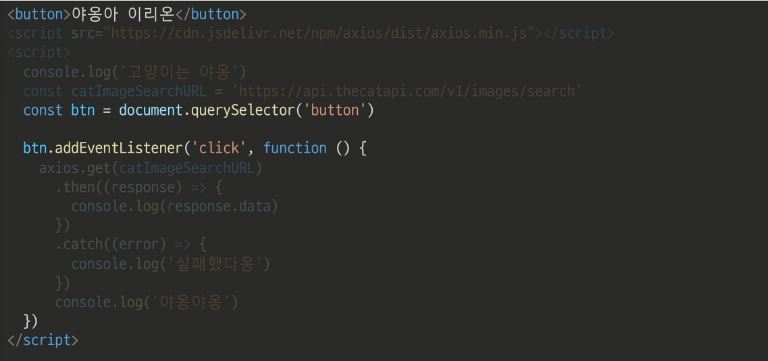 <button>야옹아 이리온</button>
<script src="https://cdn.jsdelivr.net/npm/axios/dist/axios.min.js"></script>
<script>
console.log('고양이는 야옹')
const catImageSearchURL = 'https://api.thecatapi.com/v1/images/search'
const btn = document.querySelector('button')
btn.addEventListener('click', function () {
axios.get(catImageSearchURL)
.then((response) => {
console.log(response.data)
})
.catch((error) => {
console.log('실패했다옹')
})
console.log('야옹야옹')
})
</script>